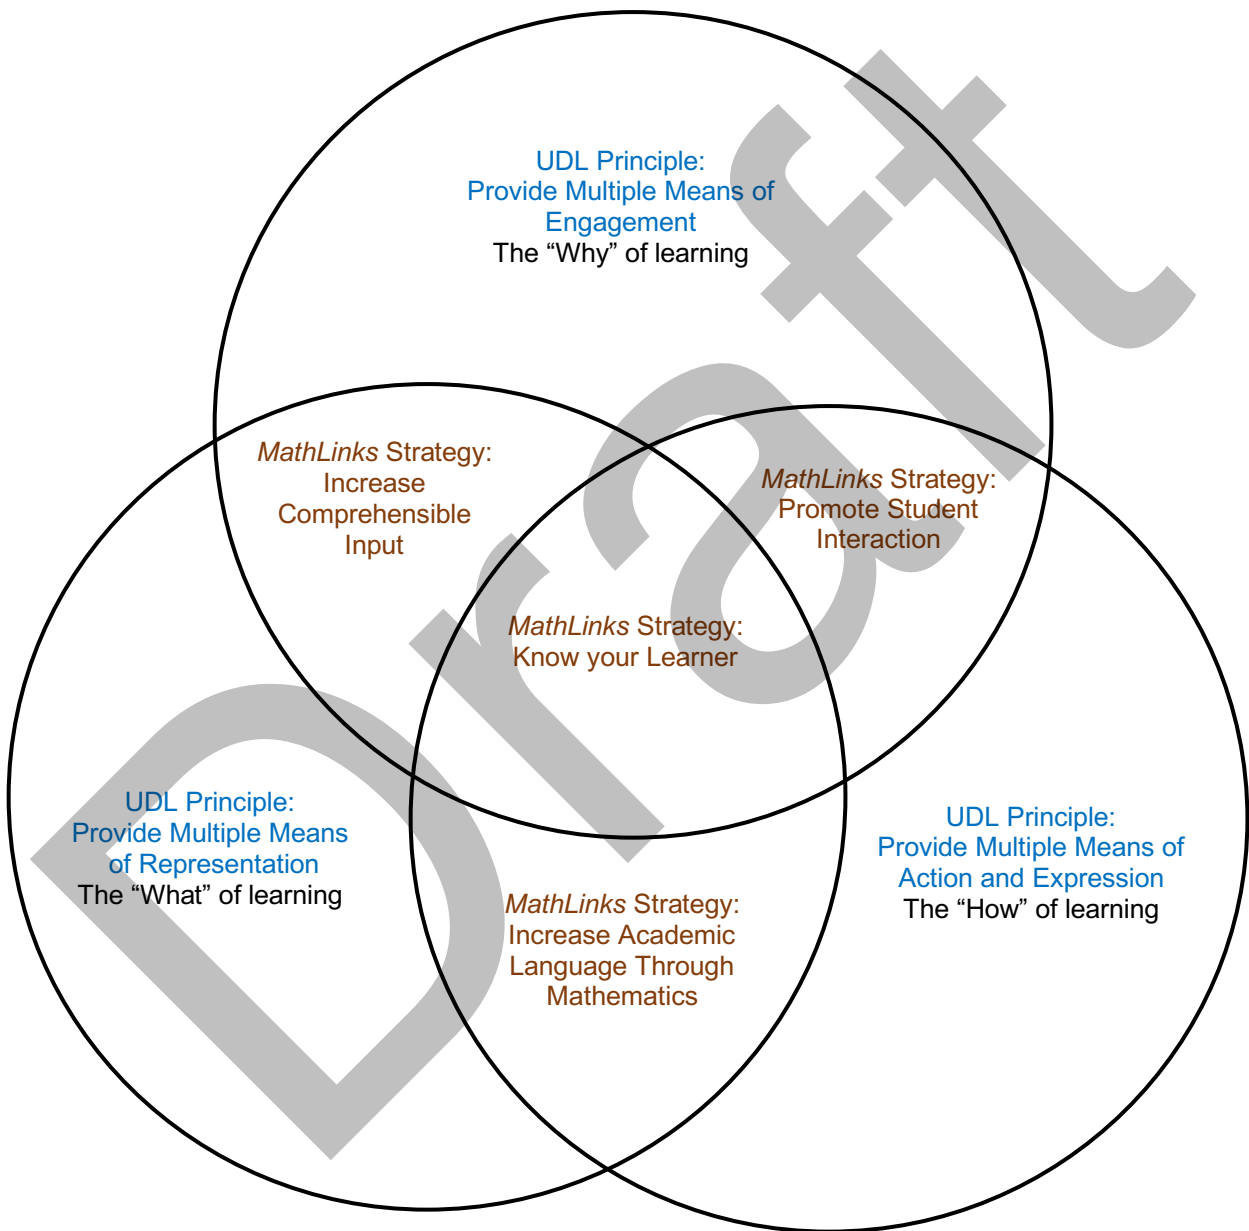 UDL Principle:
Provide Multiple Means of
Engagement
The “Why” of learning
MathLinks Strategy:
Increase
Comprehensible
Input
MathLinks Strategy:
Promote Student
Interaction
MathLinks Strategy:
Know your Learner
UDL Principle:
Provide Multiple Means
of Representation
The “What” of learning
UDL Principle:
Provide Multiple Means of
Action and Expression
The “How” of learning
MathLinks Strategy:
Increase Academic
Language Through
Mathematics
Draft